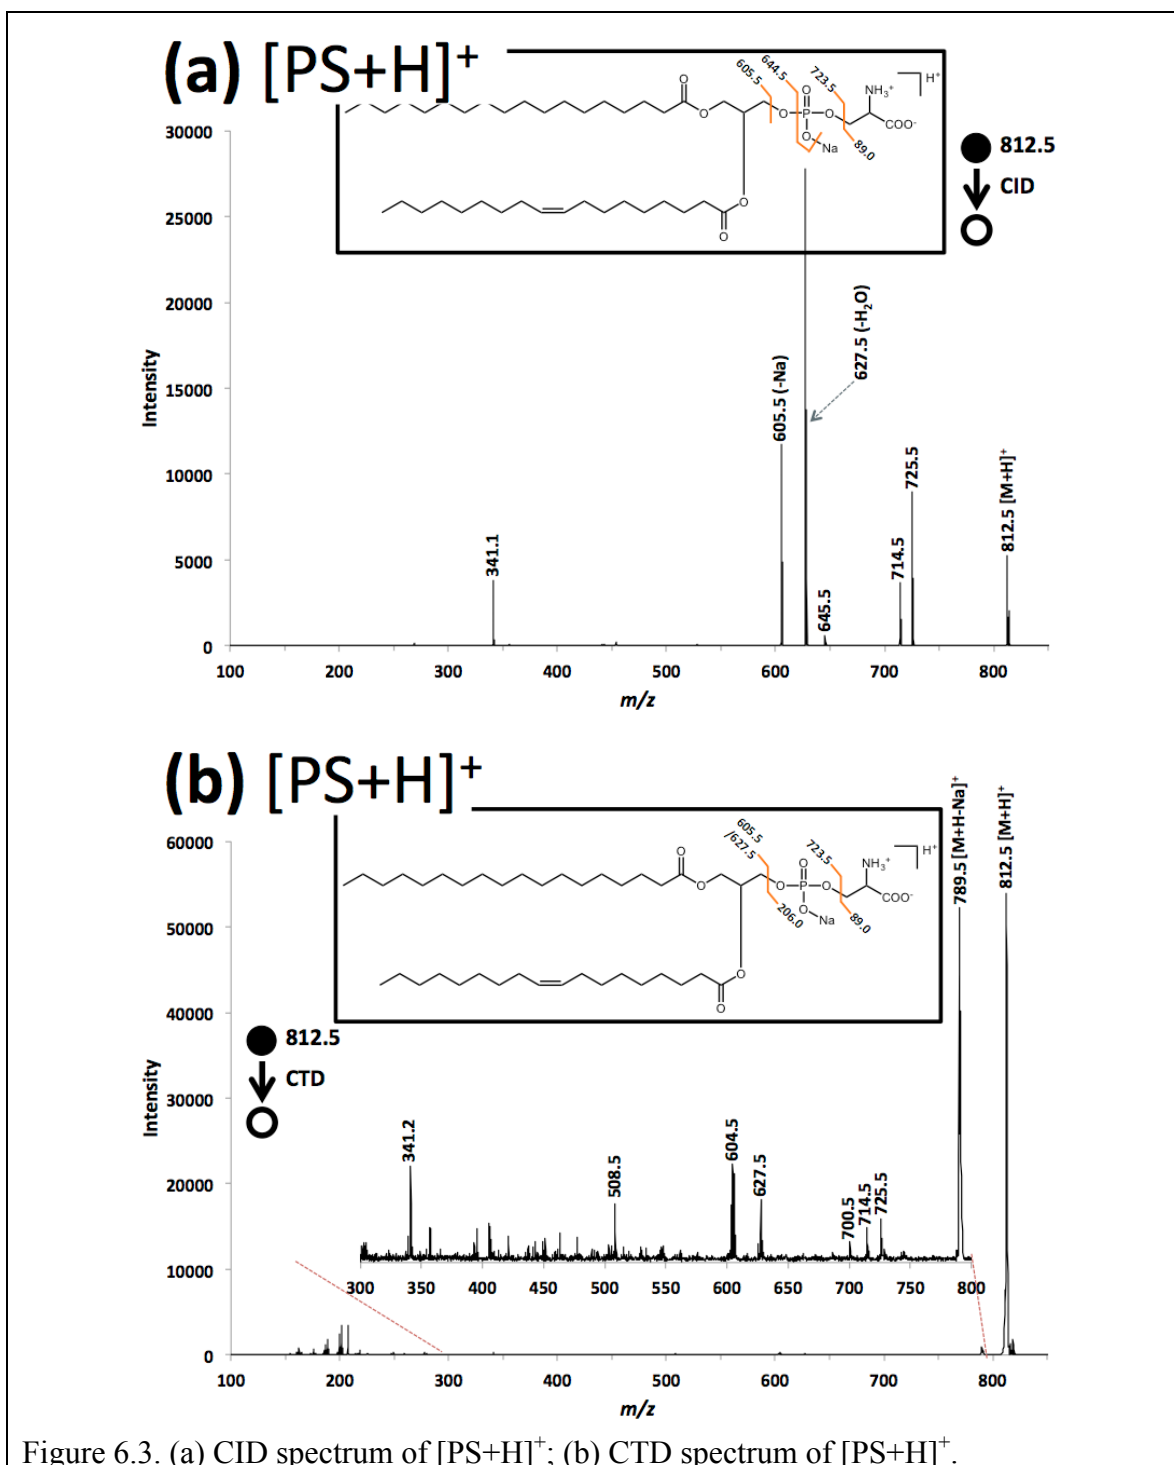 (a) [PS+H]+
605.5
644.5
723.5
O
O
O
O
P
O
NH3+
H+
COO-
O
Na
89.0
O
O
812.5
CID
30000
25000
20000
15000
10000
5000
0
Intensity
341.1
605.5 (-Na)
627.5 (-H2O)
645.5
714.5
725.5
812.5 [M+H]+
100 200 300 400 500 600 700 800
m/z
(b) [PS+H]+
605.5
/627.5
723.5
O
O
O
O
P
O
NH3+
H+
COO-
O
Na
206.0
89.0
O
O
812.5
CTD
60000
50000
40000
30000
20000
10000
0
Intensity
341.2
508.5
604.5
627.5
700.5
714.5
725.5
789.5 [M+H-Na]+
812.5 [M+H]+
300 350 400 450 500 550 600 650 700 750 800
100 200 300 400 500 600 700 800
m/z
Figure 6.3. (a) CID spectrum of [PS+H]+; (b) CTD spectrum of [PS+H]+.